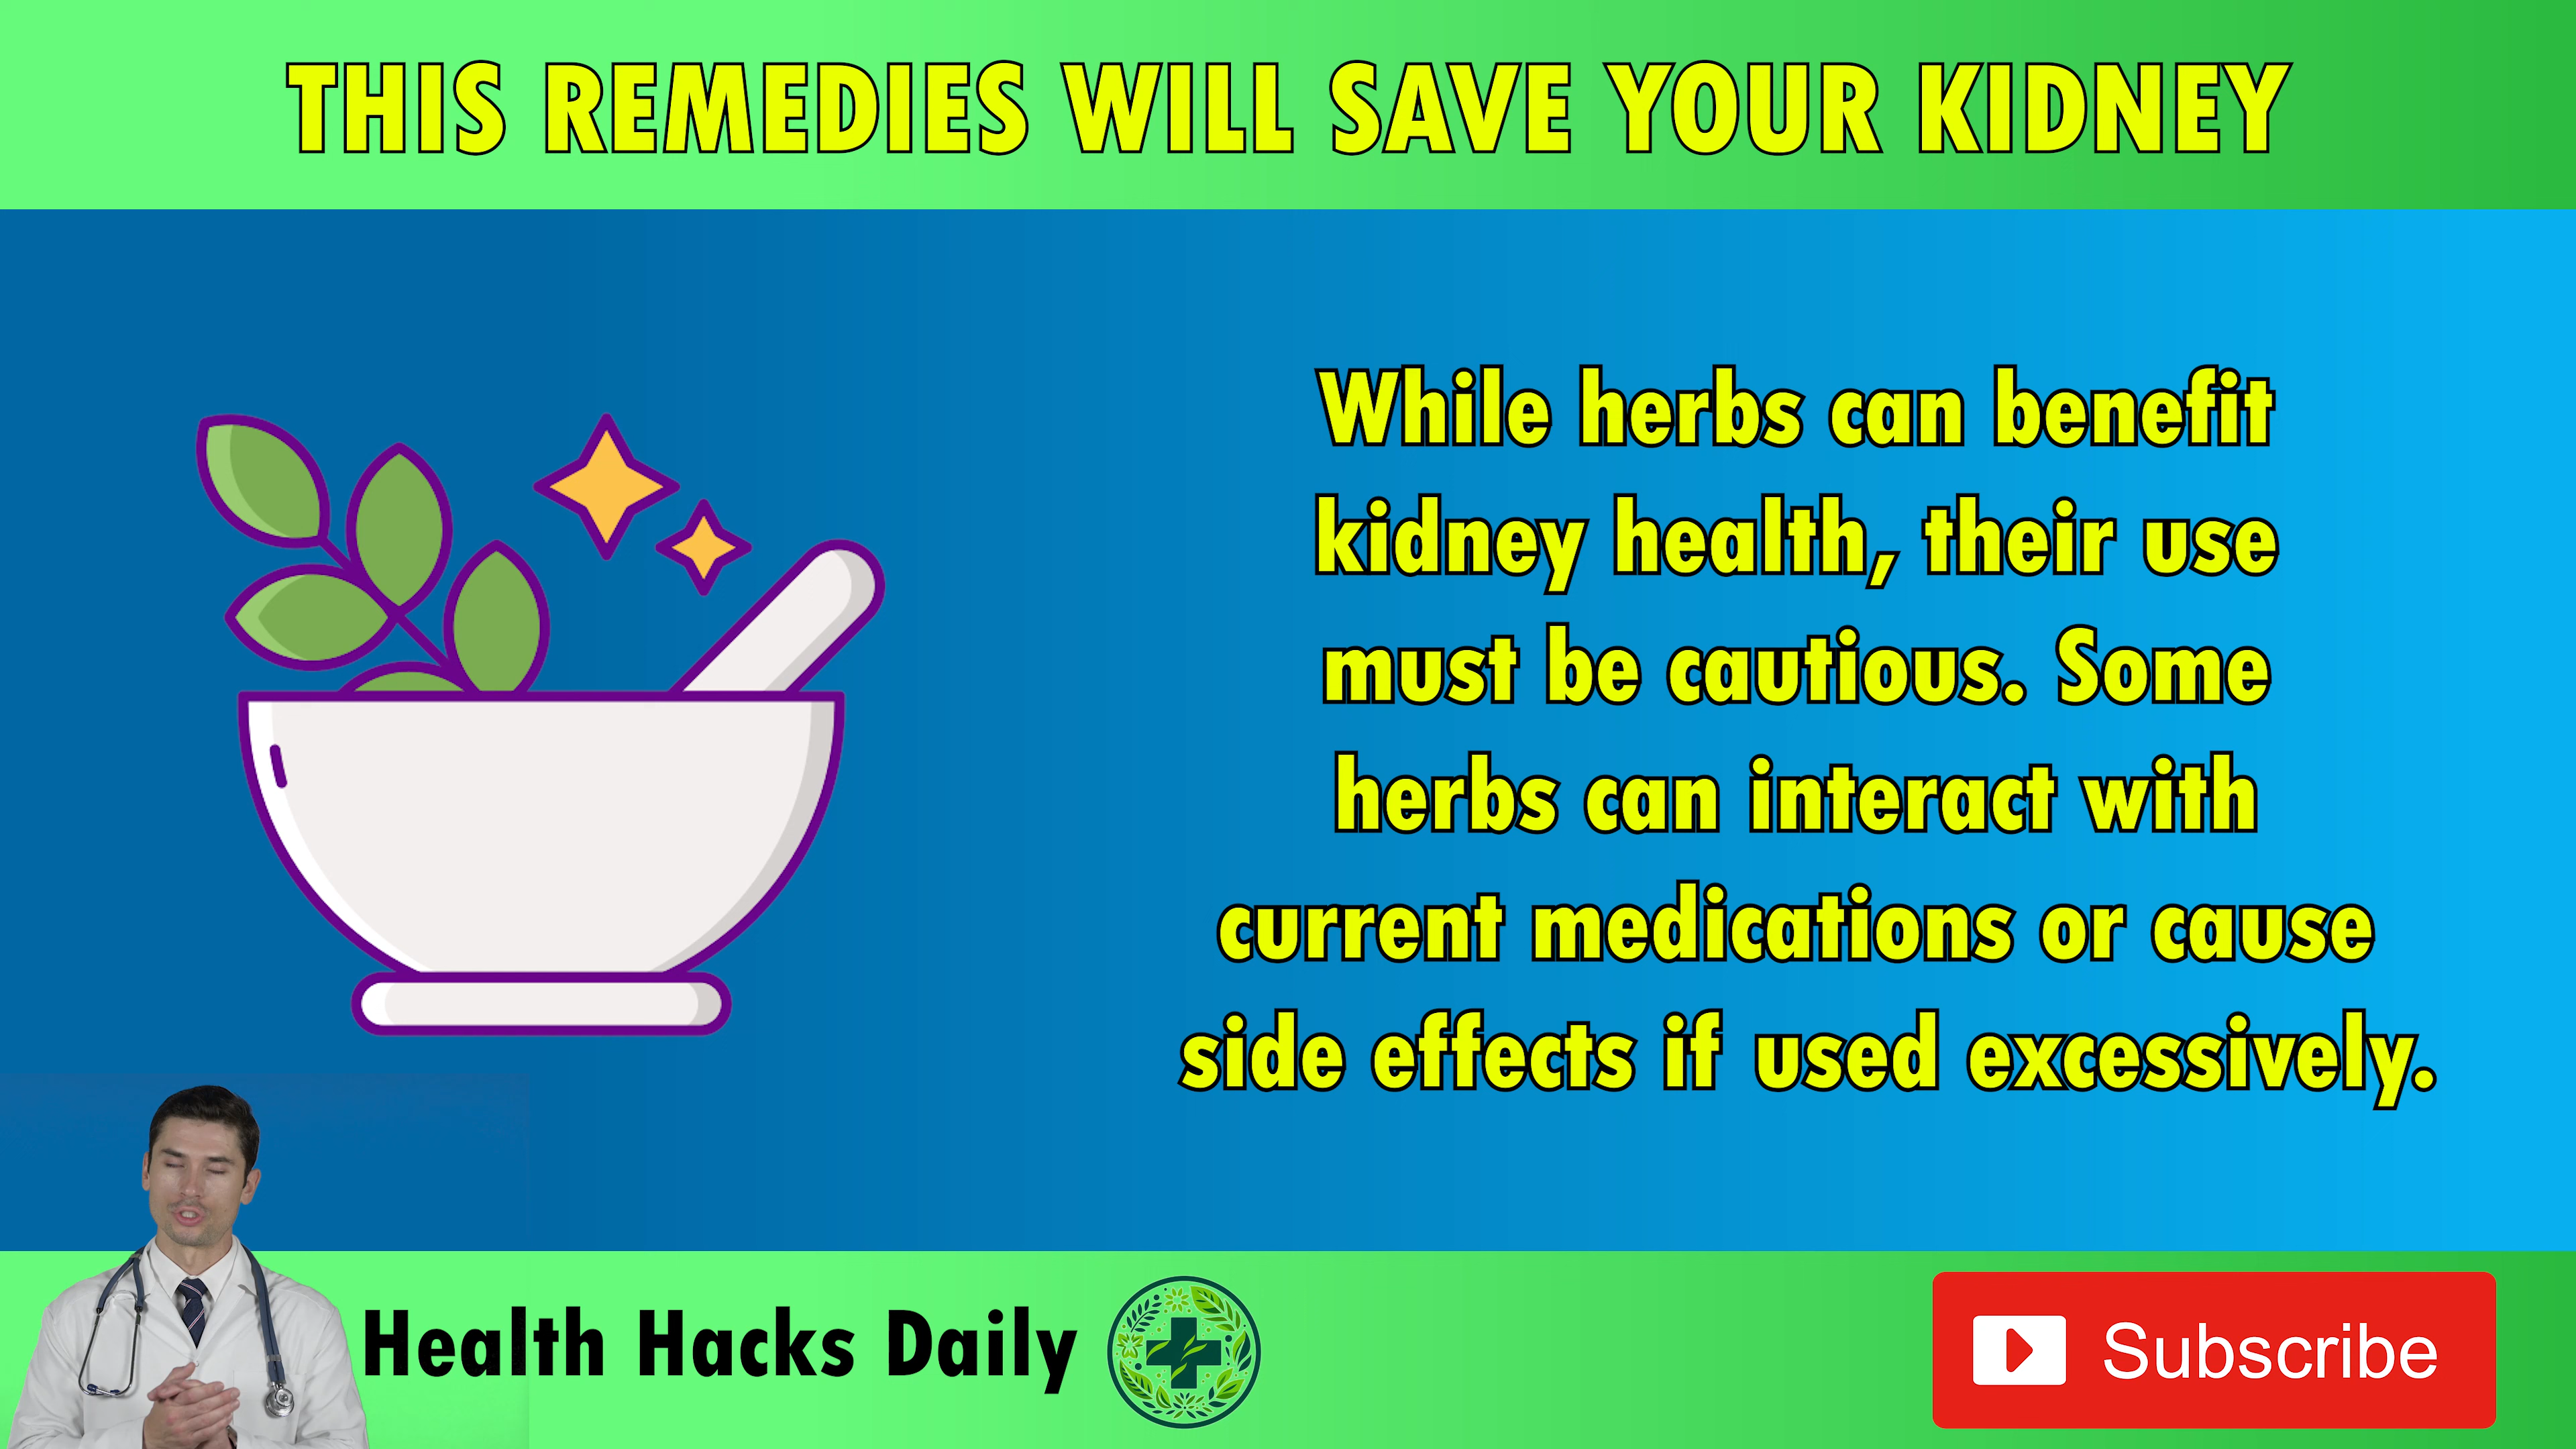 THIS REMEDIES WILL SAVE YOUR KIDNEY
While herbs can benefit
kidney health, their use
must be cautious. Some
herbs can interact with
current medications or cause
side effects if used excessively.
Health Hacks Daily
Subscribe